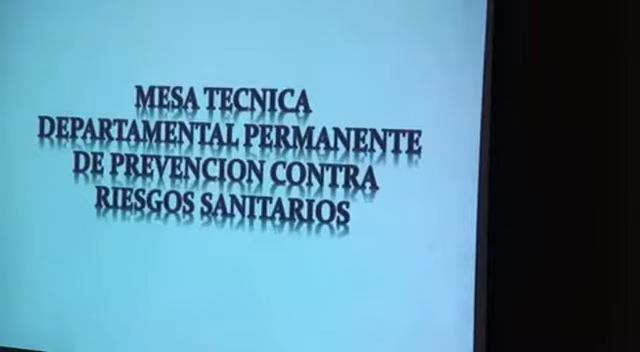 MESA TECNICA
DEPARTAMENTAL PERMANENTE
DE PREVENCION CONTRA
RIESGOS SANITARIOS